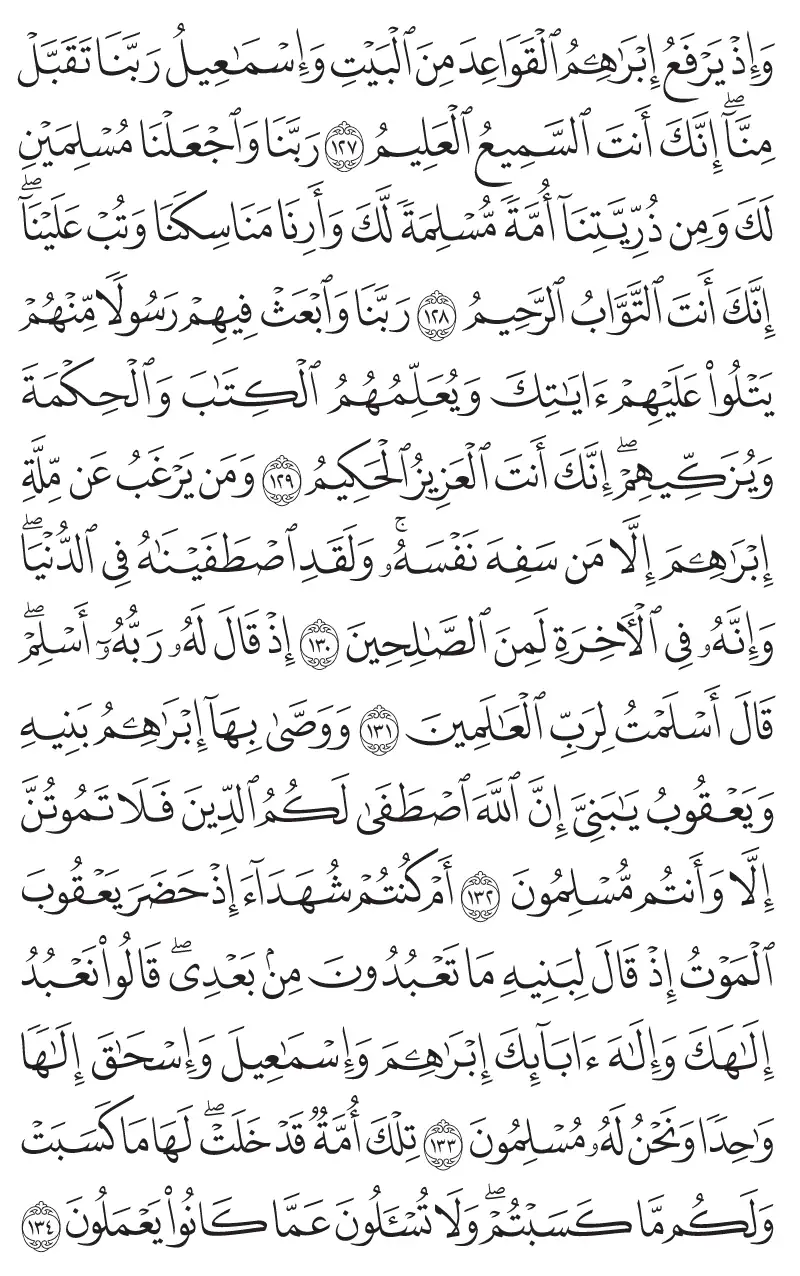 وَإِذۡ يَرۡفَعُ إِبۡرَٰهِـۧمُ ٱلۡقَوَاعِدَ مِنَ ٱلۡبَيۡتِ وَإِسۡمَٰعِيلُ رَبَّنَا تَقَبَّلۡ
مِنَّآۖ إِنَّكَ أَنتَ ٱلسَّمِيعُ ٱلۡعَلِيمُ ١٢٧ رَبَّنَا وَٱجۡعَلۡنَا مُسۡلِمَيۡنِ
لَكَ وَمِن ذُرِّيَّتِنَآ أُمَّةٗ مُّسۡلِمَةٗ لَّكَ وَأَرِنَا مَنَاسِكَنَا وَتُبۡ عَلَيۡنَآۖ
إِنَّكَ أَنتَ ٱلتَّوَّابُ ٱلرَّحِيمُ ١٢٨ رَبَّنَا وَٱبۡعَثۡ فِيهِمۡ رَسُولٗا مِّنۡهُمۡ
يَتۡلُواْ عَلَيۡهِمۡ ءَايَٰتِكَ وَيُعَلِّمُهُمُ ٱلۡكِتَٰبَ وَٱلۡحِكۡمَةَ
وَيُزَكِّيهِمۡۖ إِنَّكَ أَنتَ ٱلۡعَزِيزُ ٱلۡحَكِيمُ ١٢٩ وَمَن يَرۡغَبُ عَن مِّلَّةِ
إِبۡرَٰهِـۧمَ إِلَّا مَن سَفِهَ نَفۡسَهُۥۚ وَلَقَدِ ٱصۡطَفَيۡنَٰهُ فِي ٱلدُّنۡيَاۖ
وَإِنَّهُۥ فِي ٱلۡأٓخِرَةِ لَمِنَ ٱلصَّٰلِحِينَ ١٣٠ إِذۡ قَالَ لَهُۥ رَبُّهُۥٓ أَسۡلِمۡۖ
قَالَ أَسۡلَمۡتُ لِرَبِّ ٱلۡعَٰلَمِينَ ١٣١ وَوَصَّىٰ بِهَآ إِبۡرَٰهِـۧمُ بَنِيهِ
وَيَعۡقُوبُ يَٰبَنِيَّ إِنَّ ٱللَّهَ ٱصۡطَفَىٰ لَكُمُ ٱلدِّينَ فَلَا تَمُوتُنَّ
إِلَّا وَأَنتُم مُّسۡلِمُونَ ١٣٢ أَمۡ كُنتُمۡ شُهَدَآءَ إِذۡ حَضَرَ يَعۡقُوبَ
ٱلۡمَوۡتُ إِذۡ قَالَ لِبَنِيهِ مَا تَعۡبُدُونَ مِنۢ بَعۡدِيۖ قَالُواْ نَعۡبُدُ
إِلَٰهَكَ وَإِلَٰهَ ءَابَآئِكَ إِبۡرَٰهِـۧمَ وَإِسۡمَٰعِيلَ وَإِسۡحَٰقَ إِلَٰهٗا
وَٰحِدٗا وَنَحۡنُ لَهُۥ مُسۡلِمُونَ ١٣٣ تِلۡكَ أُمَّةٞ قَدۡ خَلَتۡۖ لَهَا مَا كَسَبَتۡ
وَلَكُم مَّا كَسَبۡتُمۡۖ وَلَا تُسۡـَٔلُونَ عَمَّا كَانُواْ يَعۡمَلُونَ ١٣٤